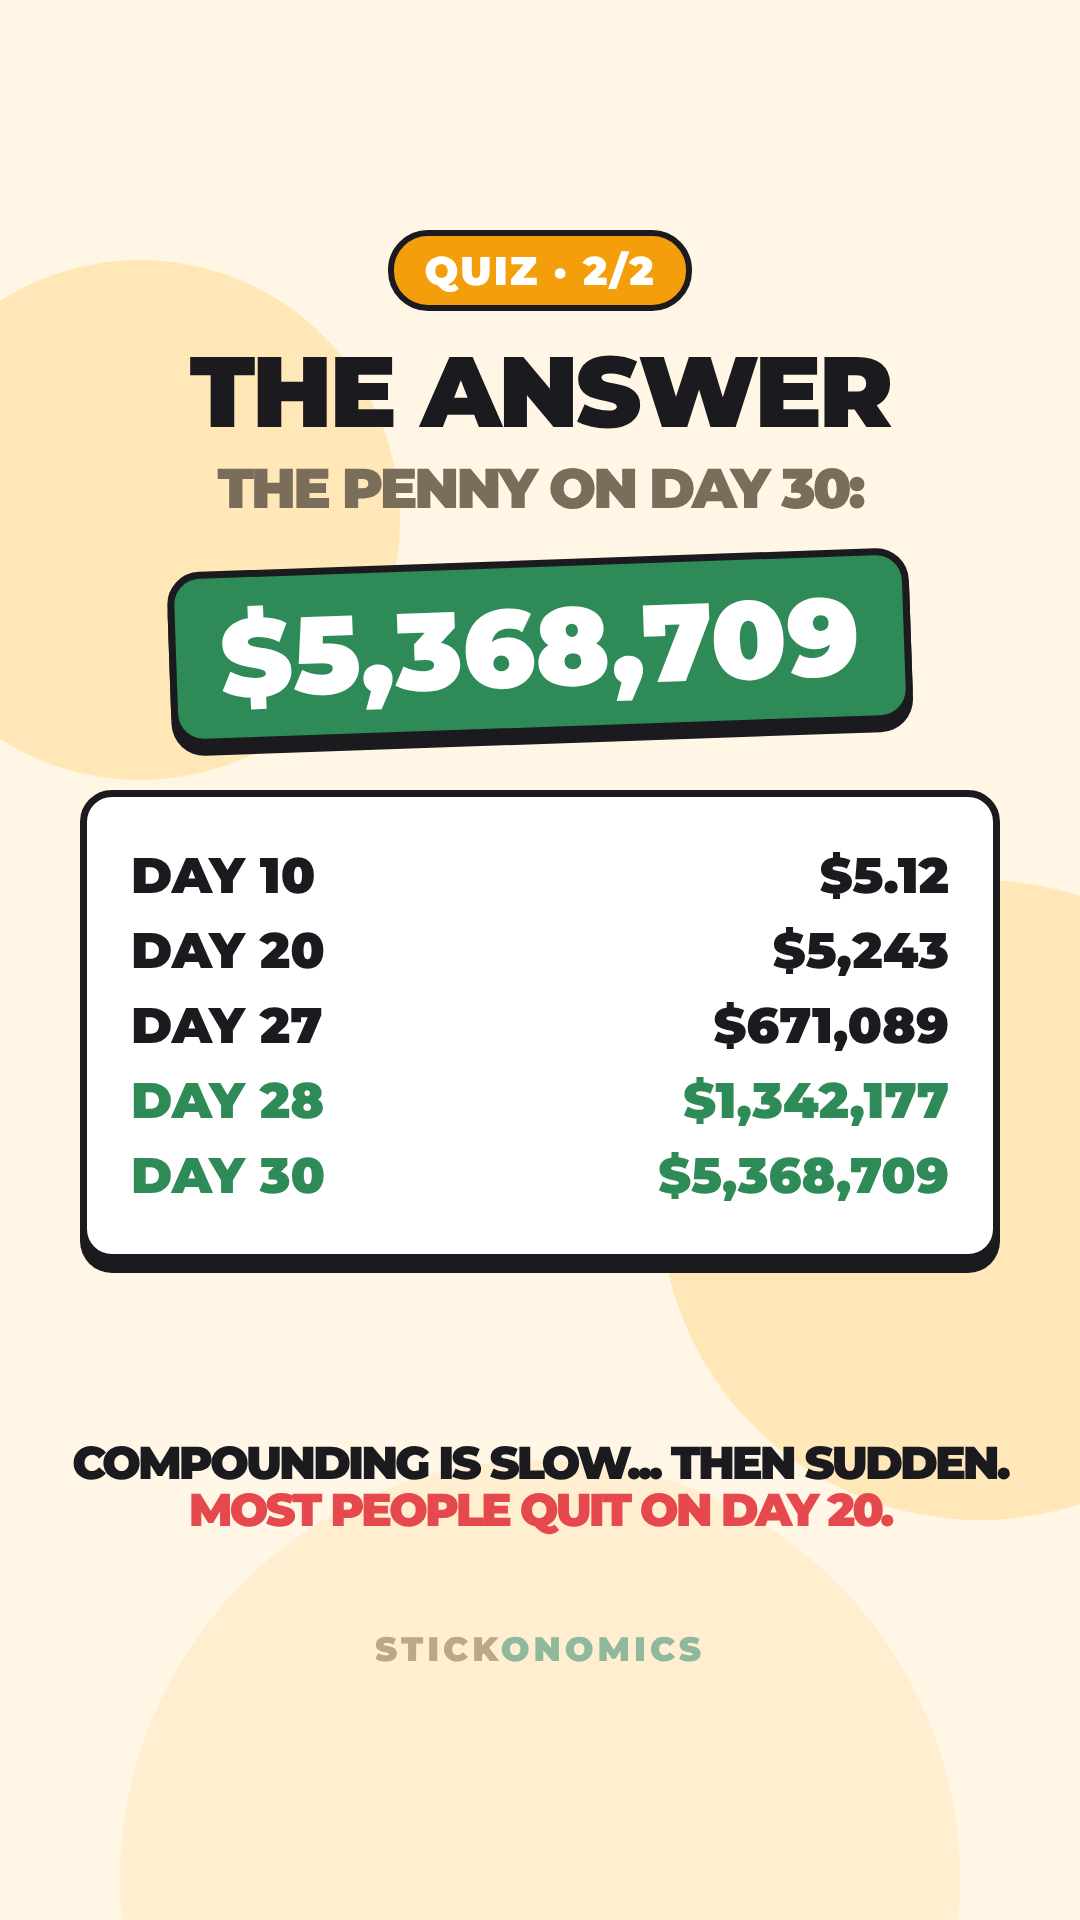 QUIZ • 2/2
THE ANSWER
THE PENNY ON DAY 30:
$5,368,709
DAY 10 $5.12
DAY 20 $5,243
DAY 27 $671,089
DAY 28 $1,342,177
DAY 30 $5,368,709
COMPOUNDING IS SLOW... THEN SUDDEN.
MOST PEOPLE QUIT ON DAY 20.
STICKONOMICS